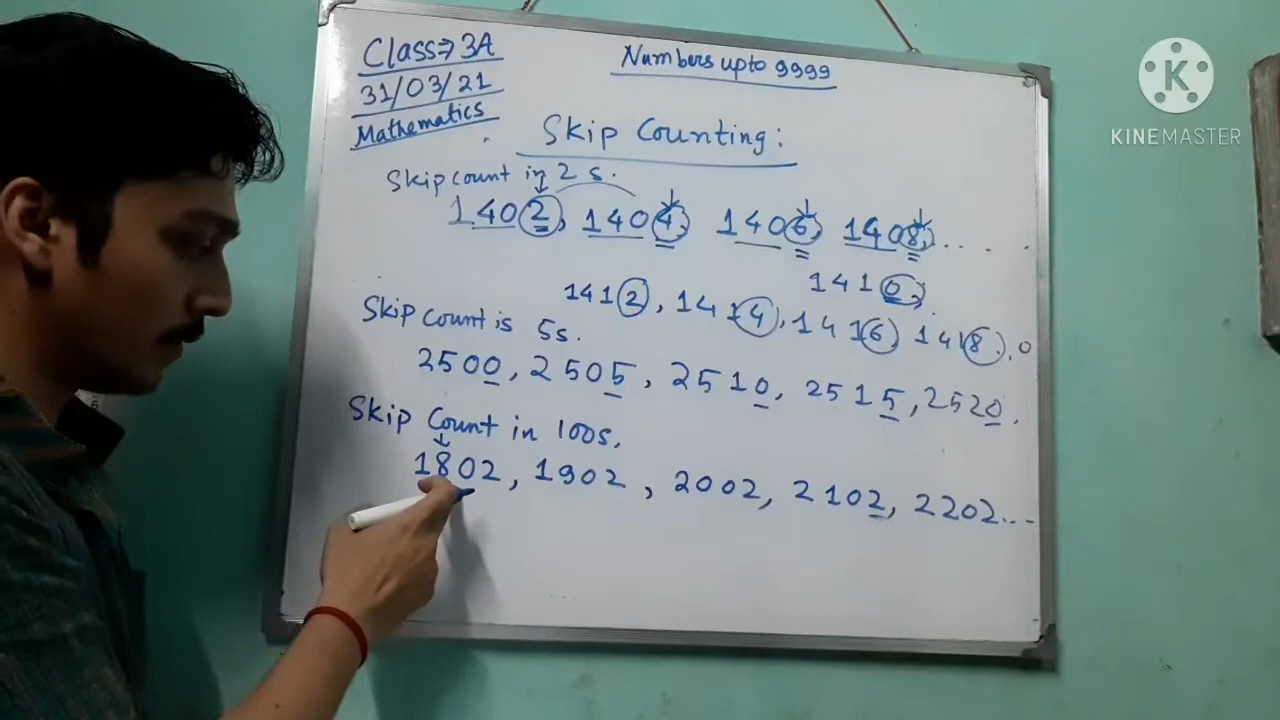 Class⇒ 3A
31/03/21
Mathematics
Numbers upto 9999
Skip Counting:
Skip count in 2 s.
1402, 1404, 1406, 1408, ....
1410,
1412, 1414, 1416, 1418,
Skip count is 5s.
2500, 2505, 2510, 2515, 2520.
Skip Count in 100s.
1802, 1902, 2002, 2102, 2202...
K
KINEMASTER